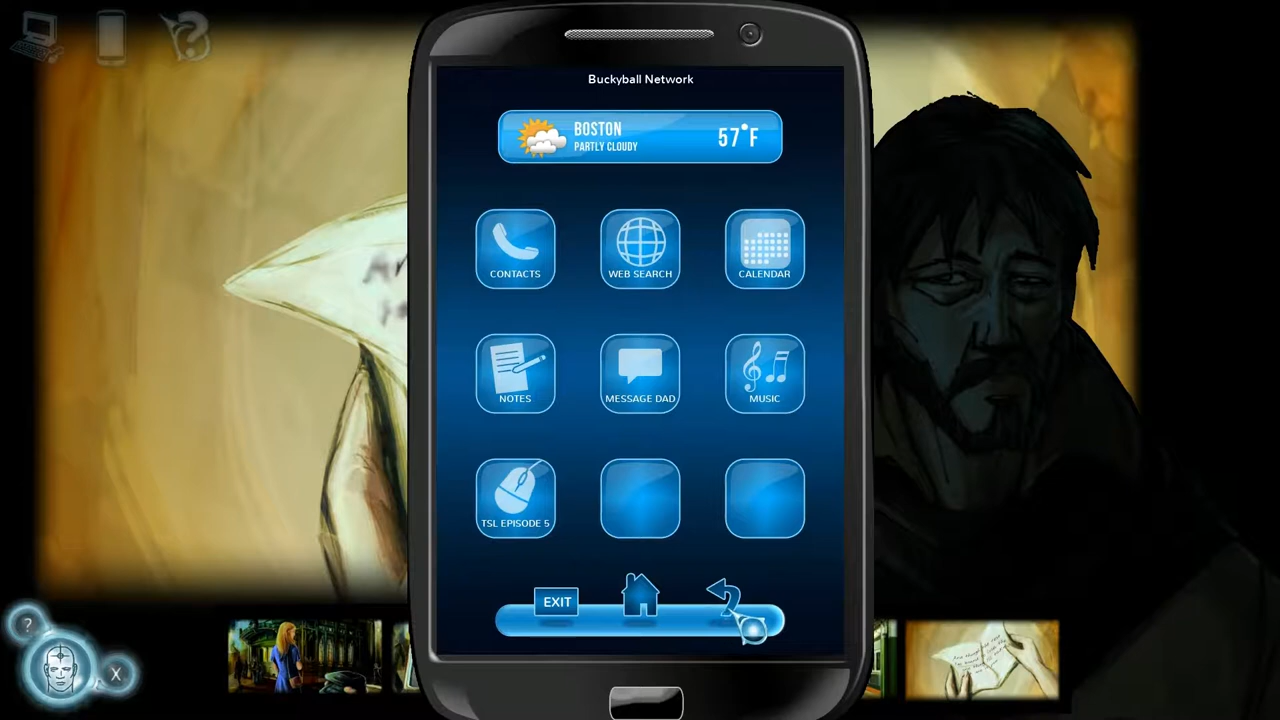 Buckyball Network
BOSTON
PARTLY CLOUDY
57°F
CONTACTS
WEB SEARCH
CALENDAR
NOTES
MESSAGE DAD
MUSIC
TSL EPISODE 5
EXIT
?
X